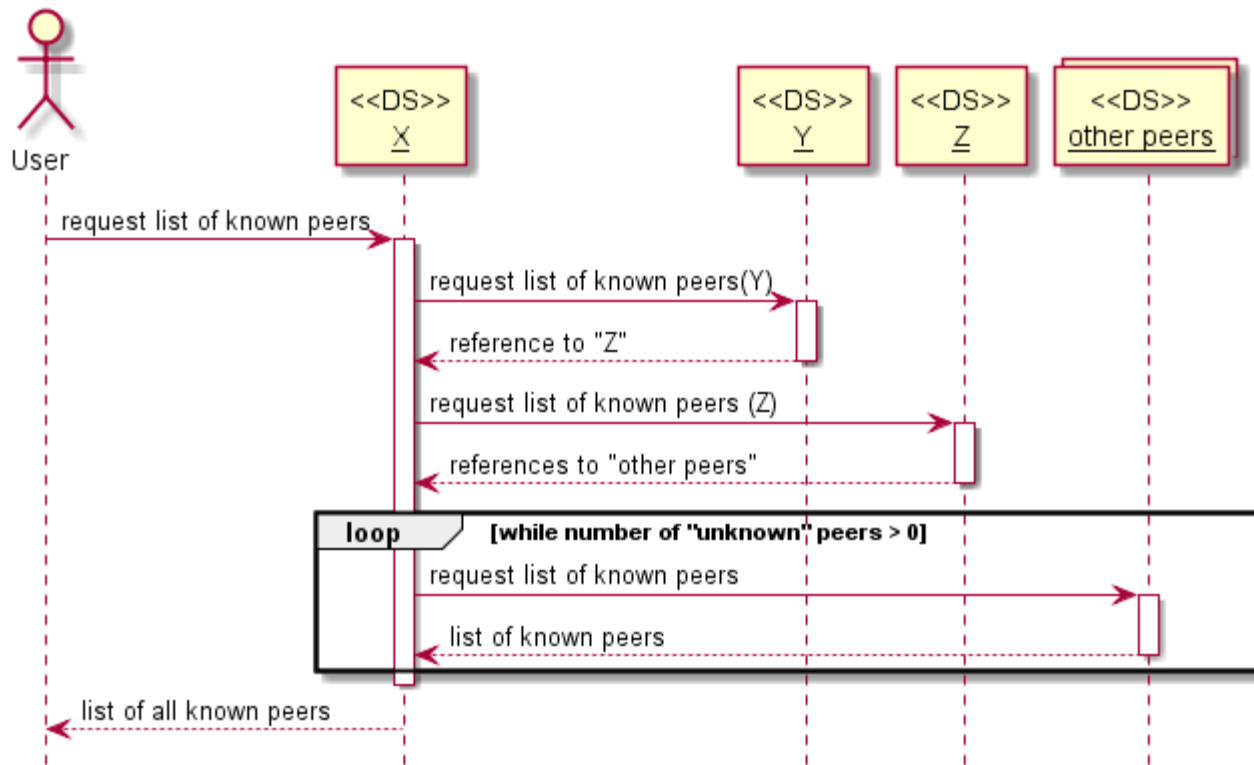 User
<<DS>>
X
<<DS>>
Y
<<DS>>
Z
<<DS>>
other peers
request list of known peers
request list of known peers(Y)
reference to "Z"
request list of known peers (Z)
references to "other peers"
loop [while number of "unknown" peers > 0]
request list of known peers
list of known peers
list of all known peers